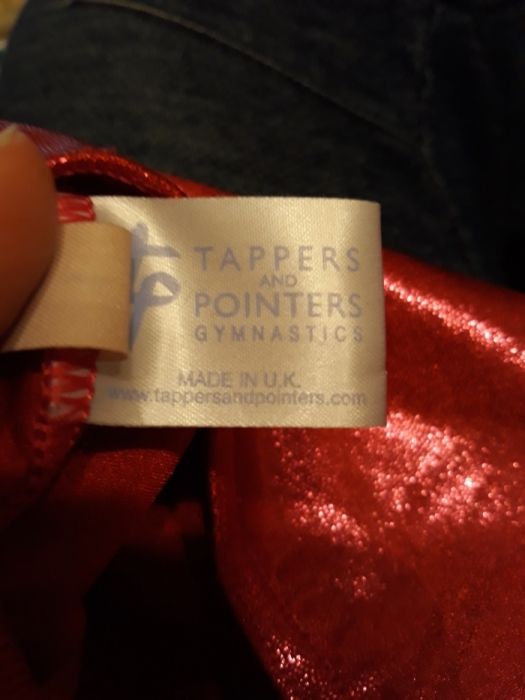 TAPPERS
AND
POINTERS
GYMNASTICS
MADE IN U.K.
www.tappersandpointers.com